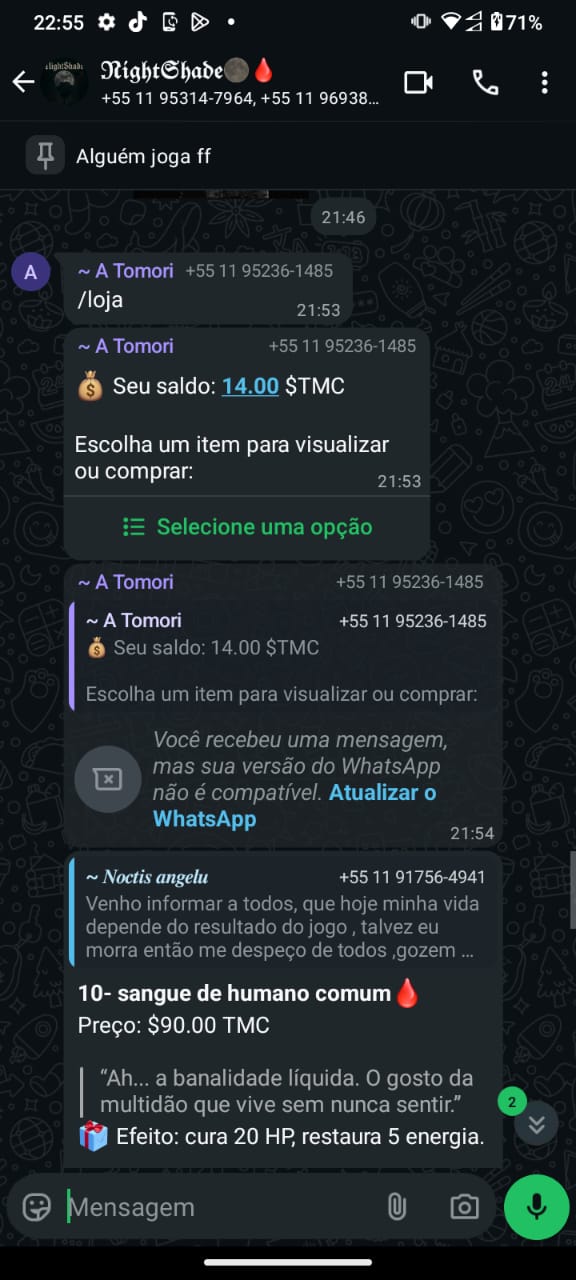 22:55
71%
NightShade🌑🩸
+55 11 95314-7964, +55 11 96938...
Alguém joga ff
21:46
A
~ A Tomori +55 11 95236-1485
/loja
21:53
~ A Tomori +55 11 95236-1485
💰 Seu saldo: 14.00 $TMC
Escolha um item para visualizar
ou comprar:
21:53
Selecione uma opção
~ A Tomori +55 11 95236-1485
~ A Tomori +55 11 95236-1485
💰 Seu saldo: 14.00 $TMC
Escolha um item para visualizar ou comprar:
Você recebeu uma mensagem,
mas sua versão do WhatsApp
não é compatível. Atualizar o
WhatsApp
21:54
~ Noctis angelu +55 11 91756-4941
Venho informar a todos, que hoje minha vida
depende do resultado do jogo , talvez eu
morra então me despeço de todos ,gozem ...
10- sangue de humano comum🩸
Preço: $90.00 TMC
“Ah... a banalidade líquida. O gosto da
multidão que vive sem nunca sentir.”
🎁 Efeito: cura 20 HP, restaura 5 energia.
2
Mensagem